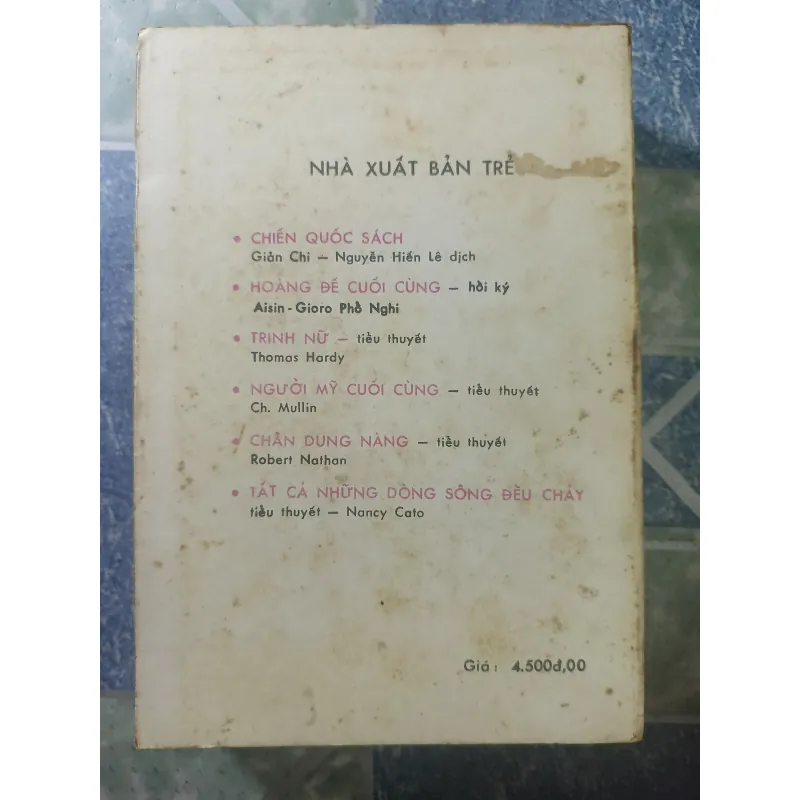 NHÀ XUẤT BẢN TRẺ
• CHIẾN QUỐC SÁCH
Giản Chi — Nguyễn Hiến Lê dịch
• HOÀNG ĐẾ CUỐI CÙNG — hồi ký
Aisin - Gioro Phổ Nghi
• TRINH NỮ — tiểu thuyết
Thomas Hardy
• NGƯỜI MỸ CUỐI CÙNG — tiểu thuyết
Ch. Mullin
• CHÂN DUNG NÀNG — tiểu thuyết
Robert Nathan
• TẤT CẢ NHỮNG DÒNG SÔNG ĐỀU CHẢY
tiểu thuyết — Nancy Cato
Giá : 4.500đ,00